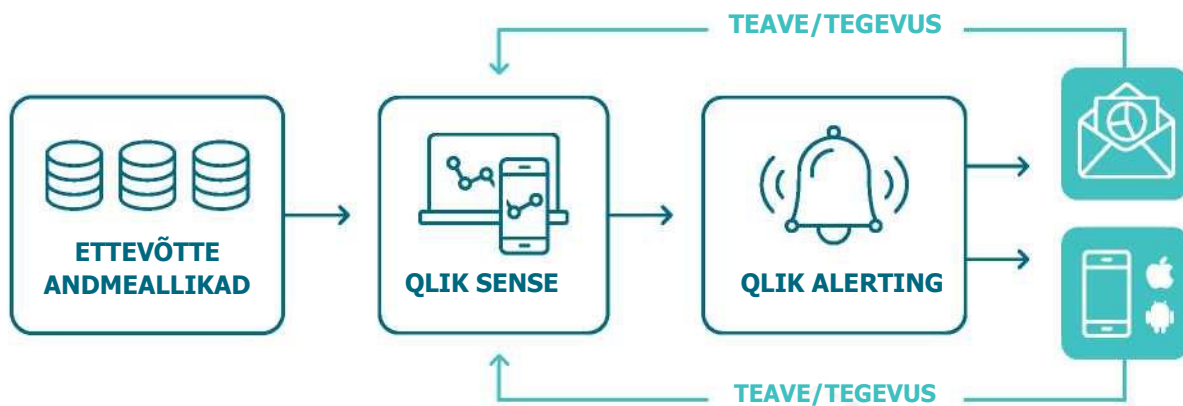 TEAVE/TEGEVUS
ETTEVÕTTE
ANDMEALLIKAD
QLIK SENSE
QLIK ALERTING
TEAVE/TEGEVUS